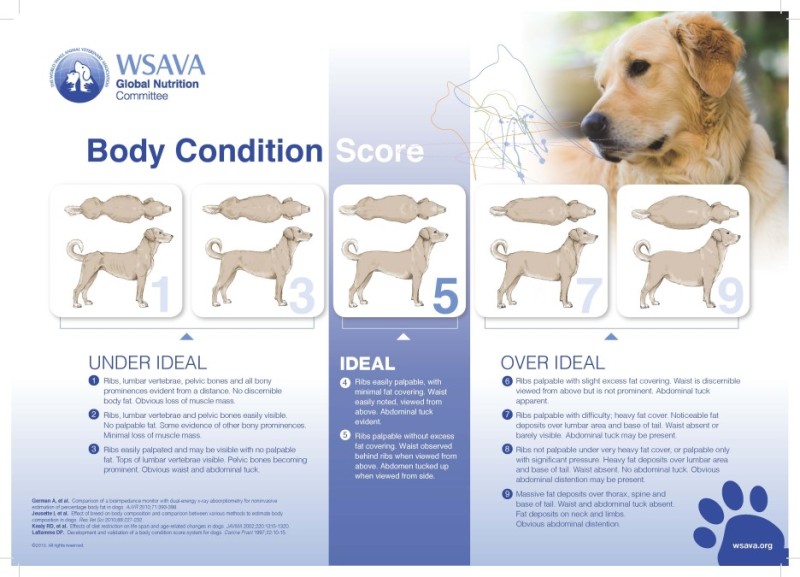 WSAVA
Global Nutrition
Committee
Body Condition Score
1
3
5
7
9
UNDER IDEAL
1 Ribs, lumbar vertebrae, pelvic bones and all bony
prominences evident from a distance. No discernible
body fat. Obvious loss of muscle mass.
2 Ribs, lumbar vertebrae and pelvic bones easily visible.
No palpable fat. Some evidence of other bony prominences.
Minimal loss of muscle mass.
3 Ribs easily palpated and may be visible with no palpable
fat. Tops of lumbar vertebrae visible. Pelvic bones becoming
prominent. Obvious waist and abdominal tuck.
IDEAL
4 Ribs easily palpable, with
minimal fat covering. Waist
easily noted, viewed from
above. Abdominal tuck
evident.
5 Ribs palpable without excess
fat covering. Waist observed
behind ribs when viewed from
above. Abdomen tucked up
when viewed from side.
OVER IDEAL
6 Ribs palpable with slight excess fat covering. Waist is discernible
viewed from above but is not prominent. Abdominal tuck
apparent.
7 Ribs palpable with difficulty; heavy fat cover. Noticeable fat
deposits over lumbar area and base of tail. Waist absent or
barely visible. Abdominal tuck may be present.
8 Ribs not palpable under very heavy fat cover, or palpable only
with significant pressure. Heavy fat deposits over lumbar area
and base of tail. Waist absent. No abdominal tuck. Obvious
abdominal distention may be present.
9 Massive fat deposits over thorax, spine and
base of tail. Waist and abdominal tuck absent.
Fat deposits on neck and limbs.
Obvious abdominal distention.
German A, et al. Comparison of a bioimpedance monitor with dual-energy x-ray absorptiometry for noninvasive
estimation of percentage body fat in dogs. AJVR 2010;71:393-398.
Jeusette I, et al. Effect of breed on body composition and comparison between various methods to estimate body
composition in dogs. Res Vet Sci 2010;88:227-232.
Kealy RD, et al. Effects of diet restriction on life span and age-related changes in dogs. JAVMA 2002;220:1315-1320.
Laflamme DP. Development and validation of a body condition score system for dogs. Canine Pract 1997;22:10-15.
All rights reserved.
wsava.org